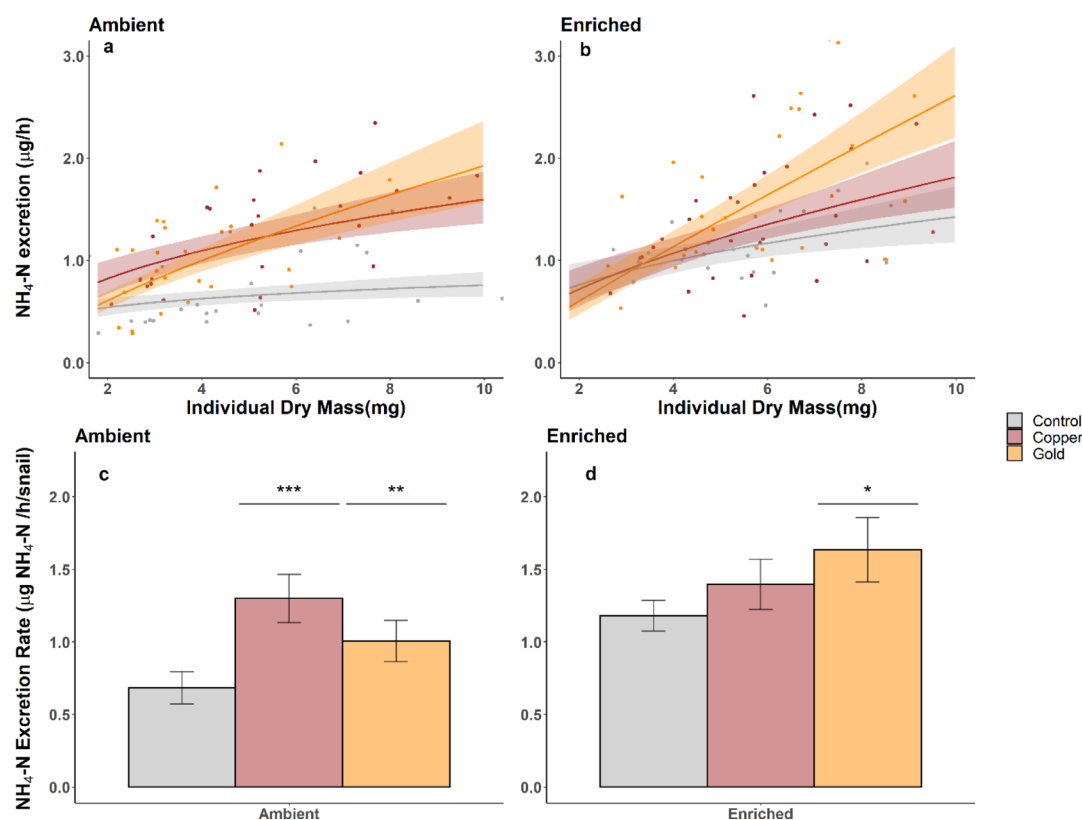 Ambient
a
3.0
2.0
1.0
0.0
NH₄-N excretion (μg/h)
2 4 6 8 10
Individual Dry Mass(mg)
Enriched
b
3.0
2.0
1.0
0.0
2 4 6 8 10
Individual Dry Mass(mg)
Control
Copper
Gold
Ambient
c
*** **
2.0
1.5
1.0
0.5
0.0
NH₄-N Excretion Rate (μg NH₄-N /h/snail)
Ambient
Enriched
d
*
2.0
1.5
1.0
0.5
0.0
Enriched